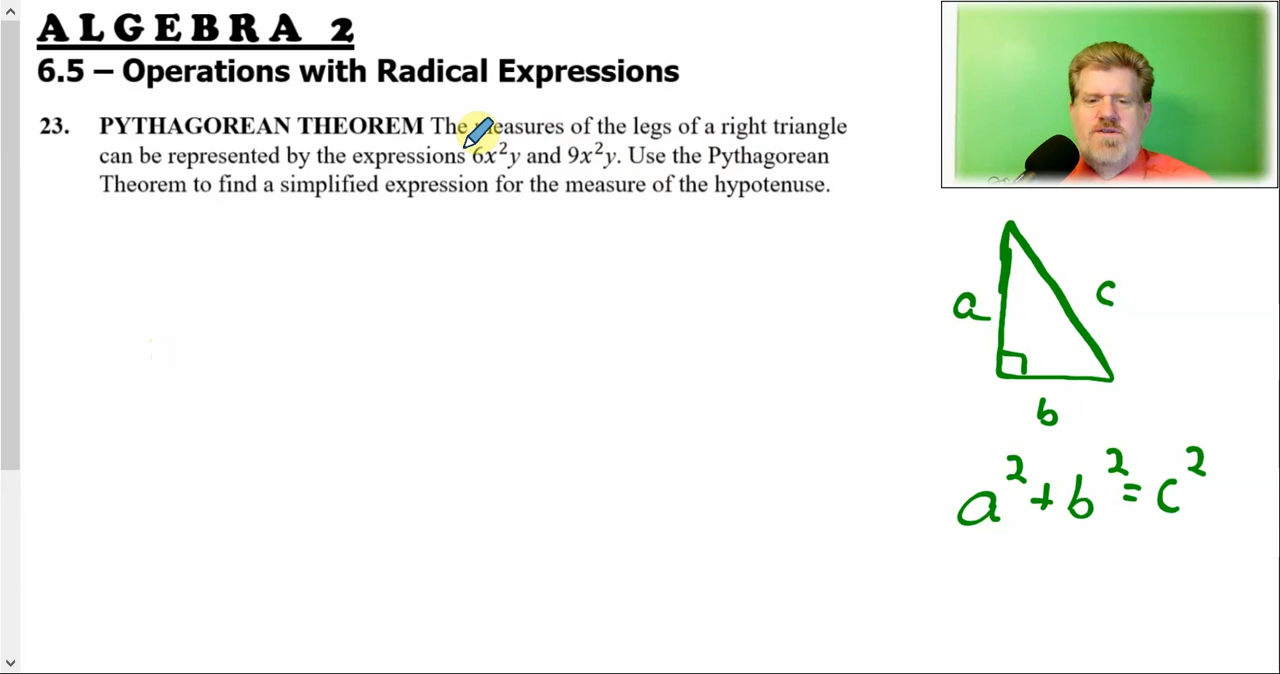 ALGEBRA 2
6.5 – Operations with Radical Expressions
23. PYTHAGOREAN THEOREM The measures of the legs of a right triangle
can be represented by the expressions 6x²y and 9x²y. Use the Pythagorean
Theorem to find a simplified expression for the measure of the hypotenuse.
a
c
b
a² + b² = c²